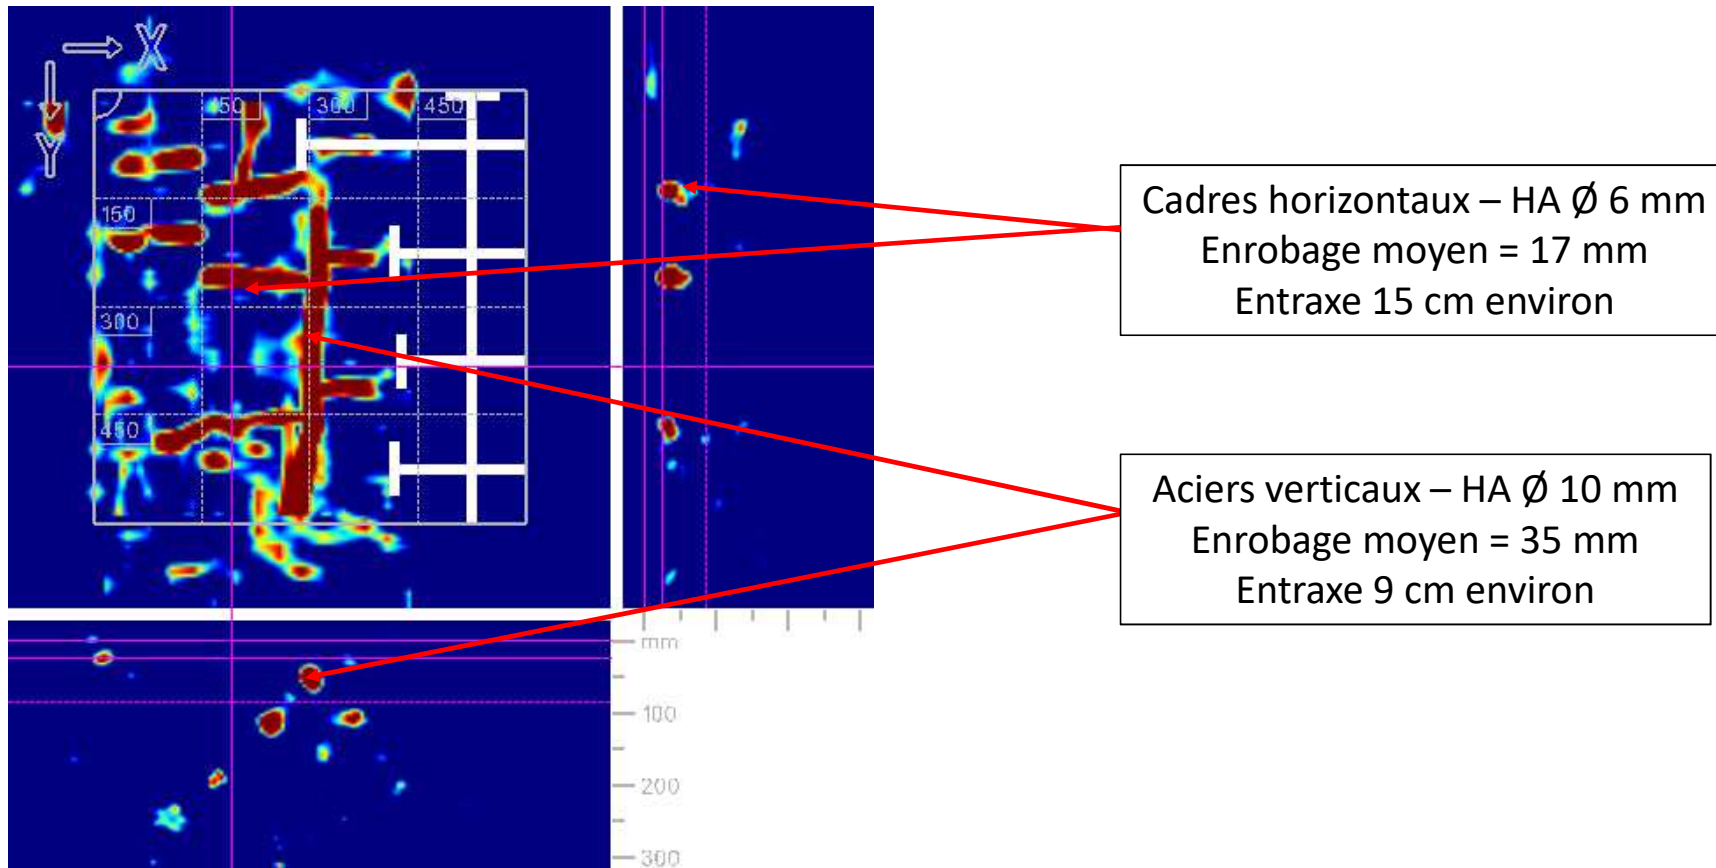 X
Y
150
300
450
150
300
450
mm
100
200
300
Cadres horizontaux – HA Ø 6 mm
Enrobage moyen = 17 mm
Entraxe 15 cm environ
Aciers verticaux – HA Ø 10 mm
Enrobage moyen = 35 mm
Entraxe 9 cm environ